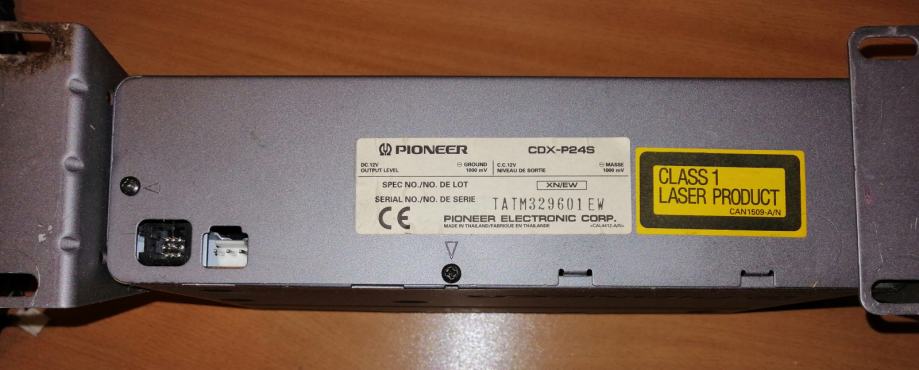 PIONEER CDX-P24S
DC.12V ⊖ GROUND C.C.12V ⊖ MASSE
OUTPUT LEVEL 1000 mV NIVEAU DE SORTIE 1000 mV
SPEC NO./NO. DE LOT XN/EW
SERIAL NO./NO. DE SERIE TATM329601EW
CE PIONEER ELECTRONIC CORP.
MADE IN THAILAND/FABRIQUE EN THAILANDE <CAL4412-A/N>
CLASS 1
LASER PRODUCT
CAN1509-A/N